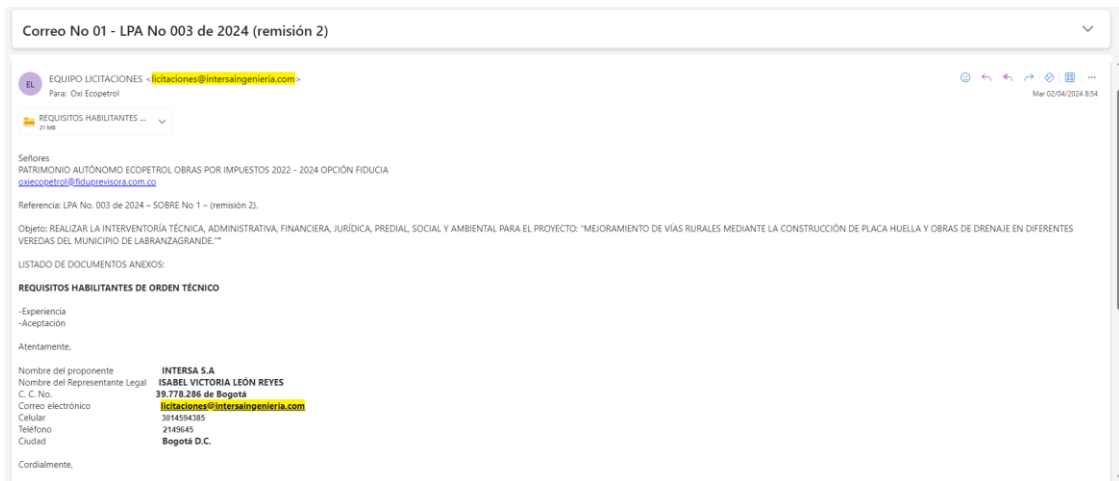 Correo No 01 - LPA No 003 de 2024 (remisión 2)
EL
EQUIPO LICITACIONES <licitaciones@intersaingenieria.com>
Para: Oxi Ecopetrol
Mar 02/04/2024 8:54
REQUISITOS HABILITANTES ...
21 MB
Señores
PATRIMONIO AUTÓNOMO ECOPETROL OBRAS POR IMPUESTOS 2022 - 2024 OPCIÓN FIDUCIA
oxiecopetrol@fiduprevisora.com.co
Referencia: LPA No. 003 de 2024 – SOBRE No 1 – (remisión 2).
Objeto: REALIZAR LA INTERVENTORÍA TÉCNICA, ADMINISTRATIVA, FINANCIERA, JURÍDICA, PREDIAL, SOCIAL Y AMBIENTAL PARA EL PROYECTO: "MEJORAMIENTO DE VÍAS RURALES MEDIANTE LA CONSTRUCCIÓN DE PLACA HUELLA Y OBRAS DE DRENAJE EN DIFERENTES
VEREDAS DEL MUNICIPIO DE LABRANZAGRANDE.""
LISTADO DE DOCUMENTOS ANEXOS:
REQUISITOS HABILITANTES DE ORDEN TÉCNICO
-Experiencia
-Aceptación
Atentamente,
Nombre del proponente INTERSA S.A
Nombre del Representante Legal ISABEL VICTORIA LEÓN REYES
C. C. No. 39.778.286 de Bogotá
Correo electrónico licitaciones@intersaingenieria.com
Celular 3014594385
Teléfono 2149645
Ciudad Bogotá D.C.
Cordialmente,